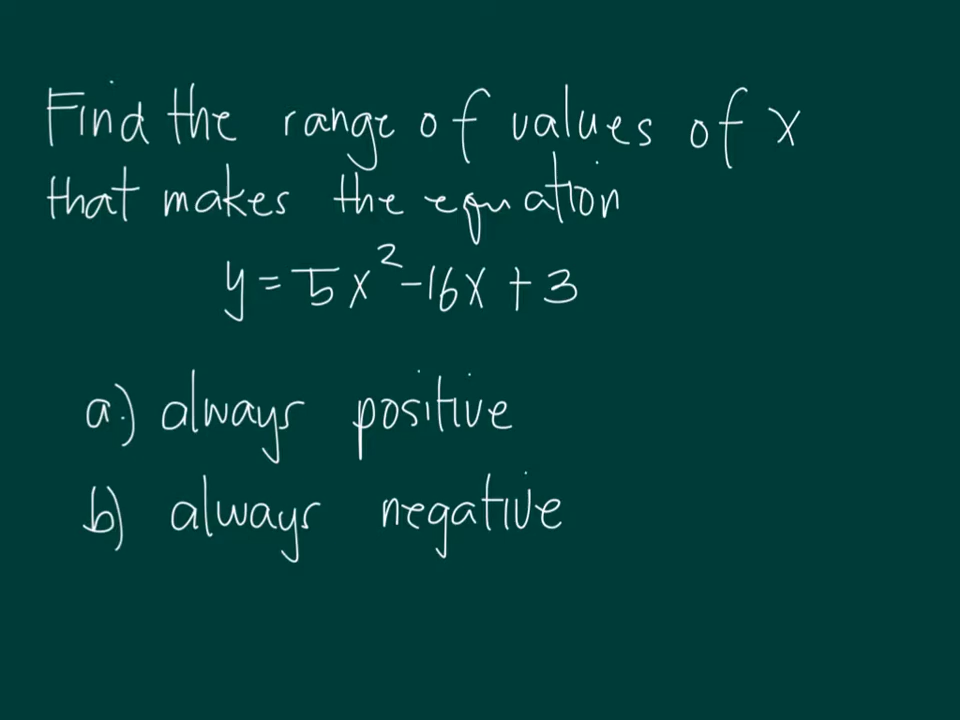 Find the range of values of x
that makes the equation
y = 5x² - 16x + 3
a.) always positive
b) always negative